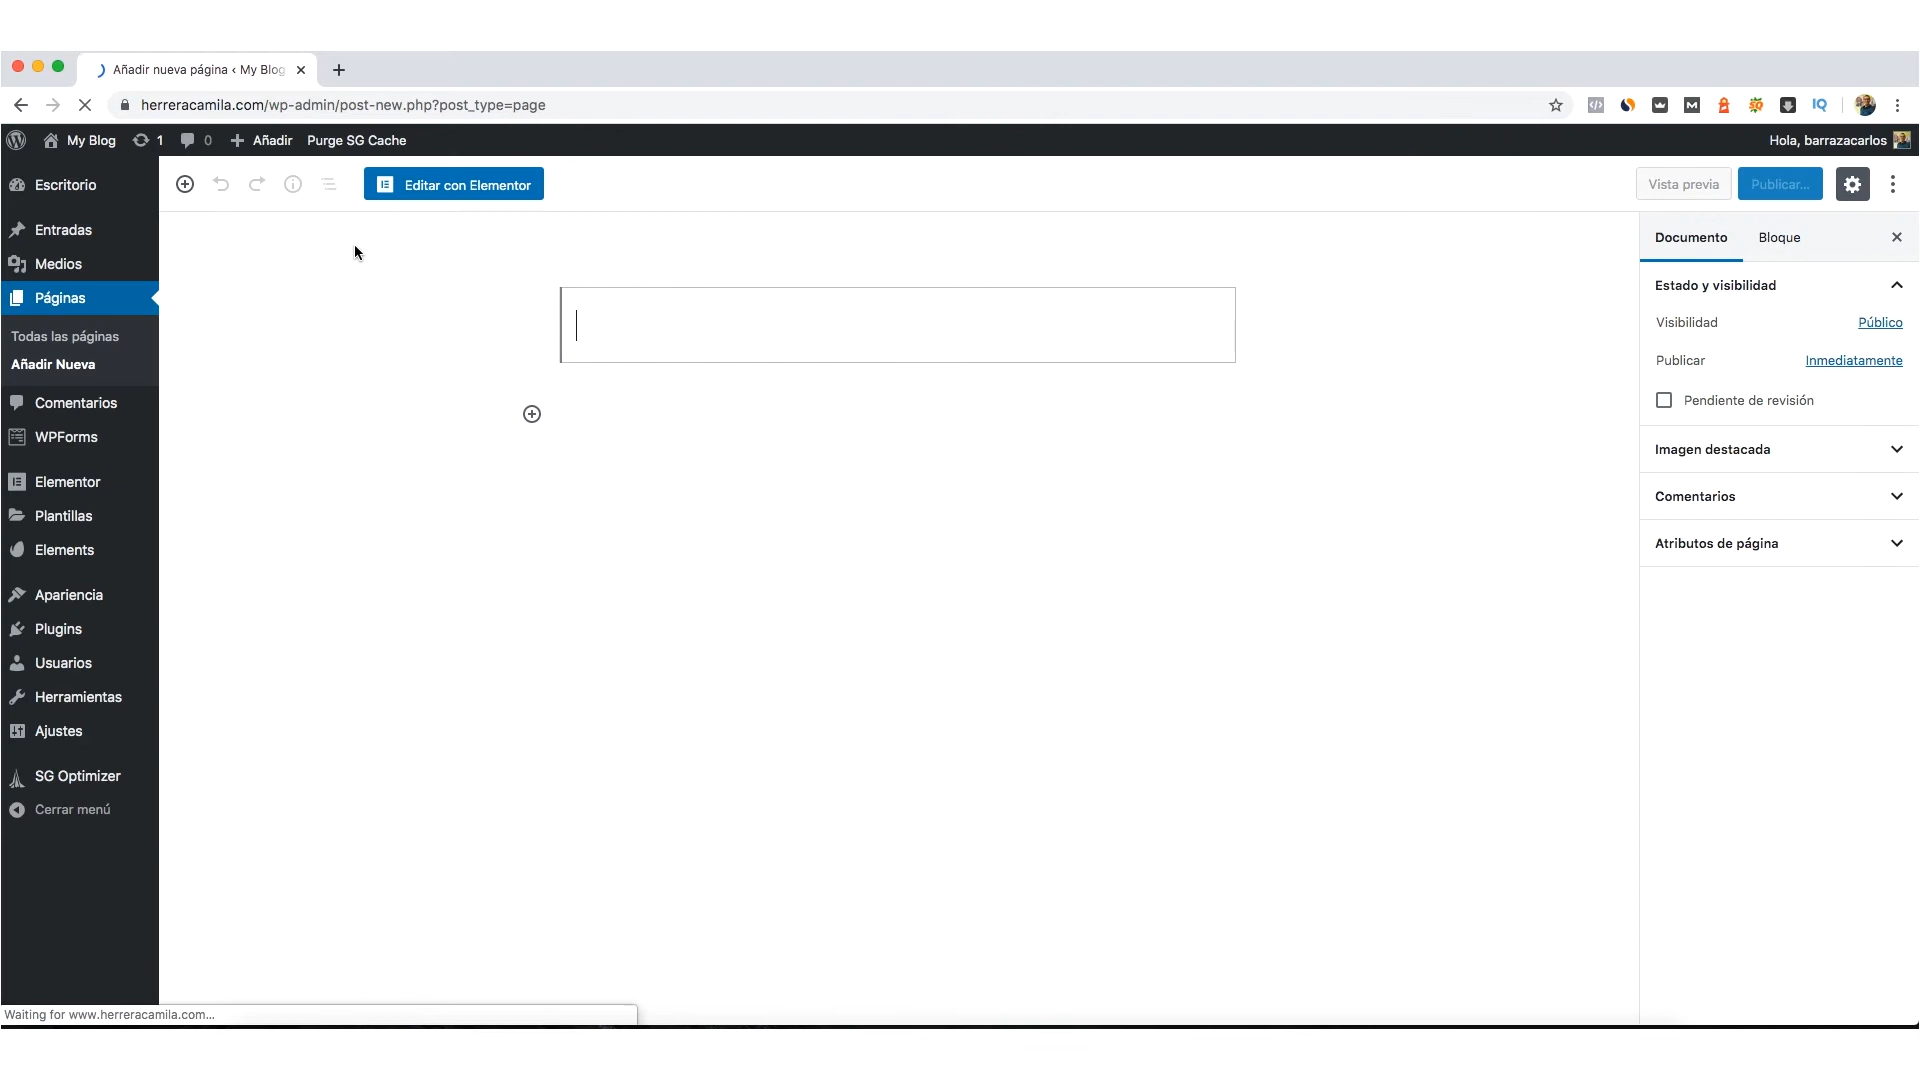 Añadir nueva página ‹ My Blog
herreracamila.com/wp-admin/post-new.php?post_type=page
IQ
My Blog 1 0 Añadir Purge SG Cache
Hola, barrazacarlos
Editar con Elementor
Vista previa
Publicar...
Escritorio
Entradas
Medios
Páginas
Todas las páginas
Añadir Nueva
Comentarios
WPForms
Elementor
Plantillas
Elements
Apariencia
Plugins
Usuarios
Herramientas
Ajustes
SG Optimizer
Cerrar menú
Documento Bloque
Estado y visibilidad
Visibilidad Público
Publicar Inmediatamente
Pendiente de revisión
Imagen destacada
Comentarios
Atributos de página
Waiting for www.herreracamila.com...